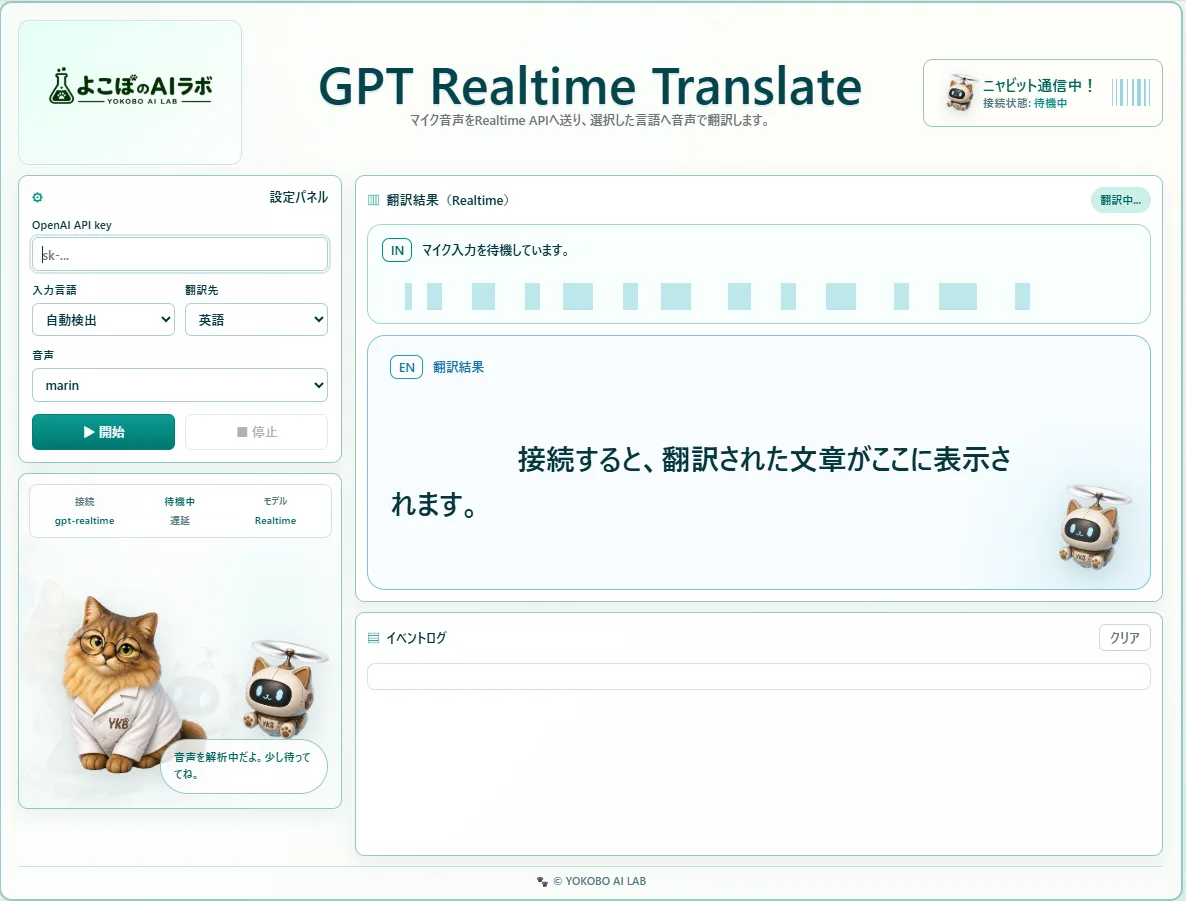 よこぽのAIラボ
YOKOBO AI LAB
GPT Realtime Translate
マイク音声をRealtime APIへ送り、選択した言語へ音声で翻訳します。
ニャビット通信中！
接続状態: 待機中
設定パネル
OpenAI API key
sk-...
入力言語
翻訳先
自動検出
英語
音声
marin
▶ 開始
■ 停止
接続
待機中
モデル
gpt-realtime
遅延
Realtime
YKB
YKB
音声を解析中だよ。少し待って
てね。
翻訳結果（Realtime）
翻訳中...
IN
マイク入力を待機しています。
EN
翻訳結果
接続すると、翻訳された文章がここに表示さ
れます。
YKB
イベントログ
クリア
© YOKOBO AI LAB